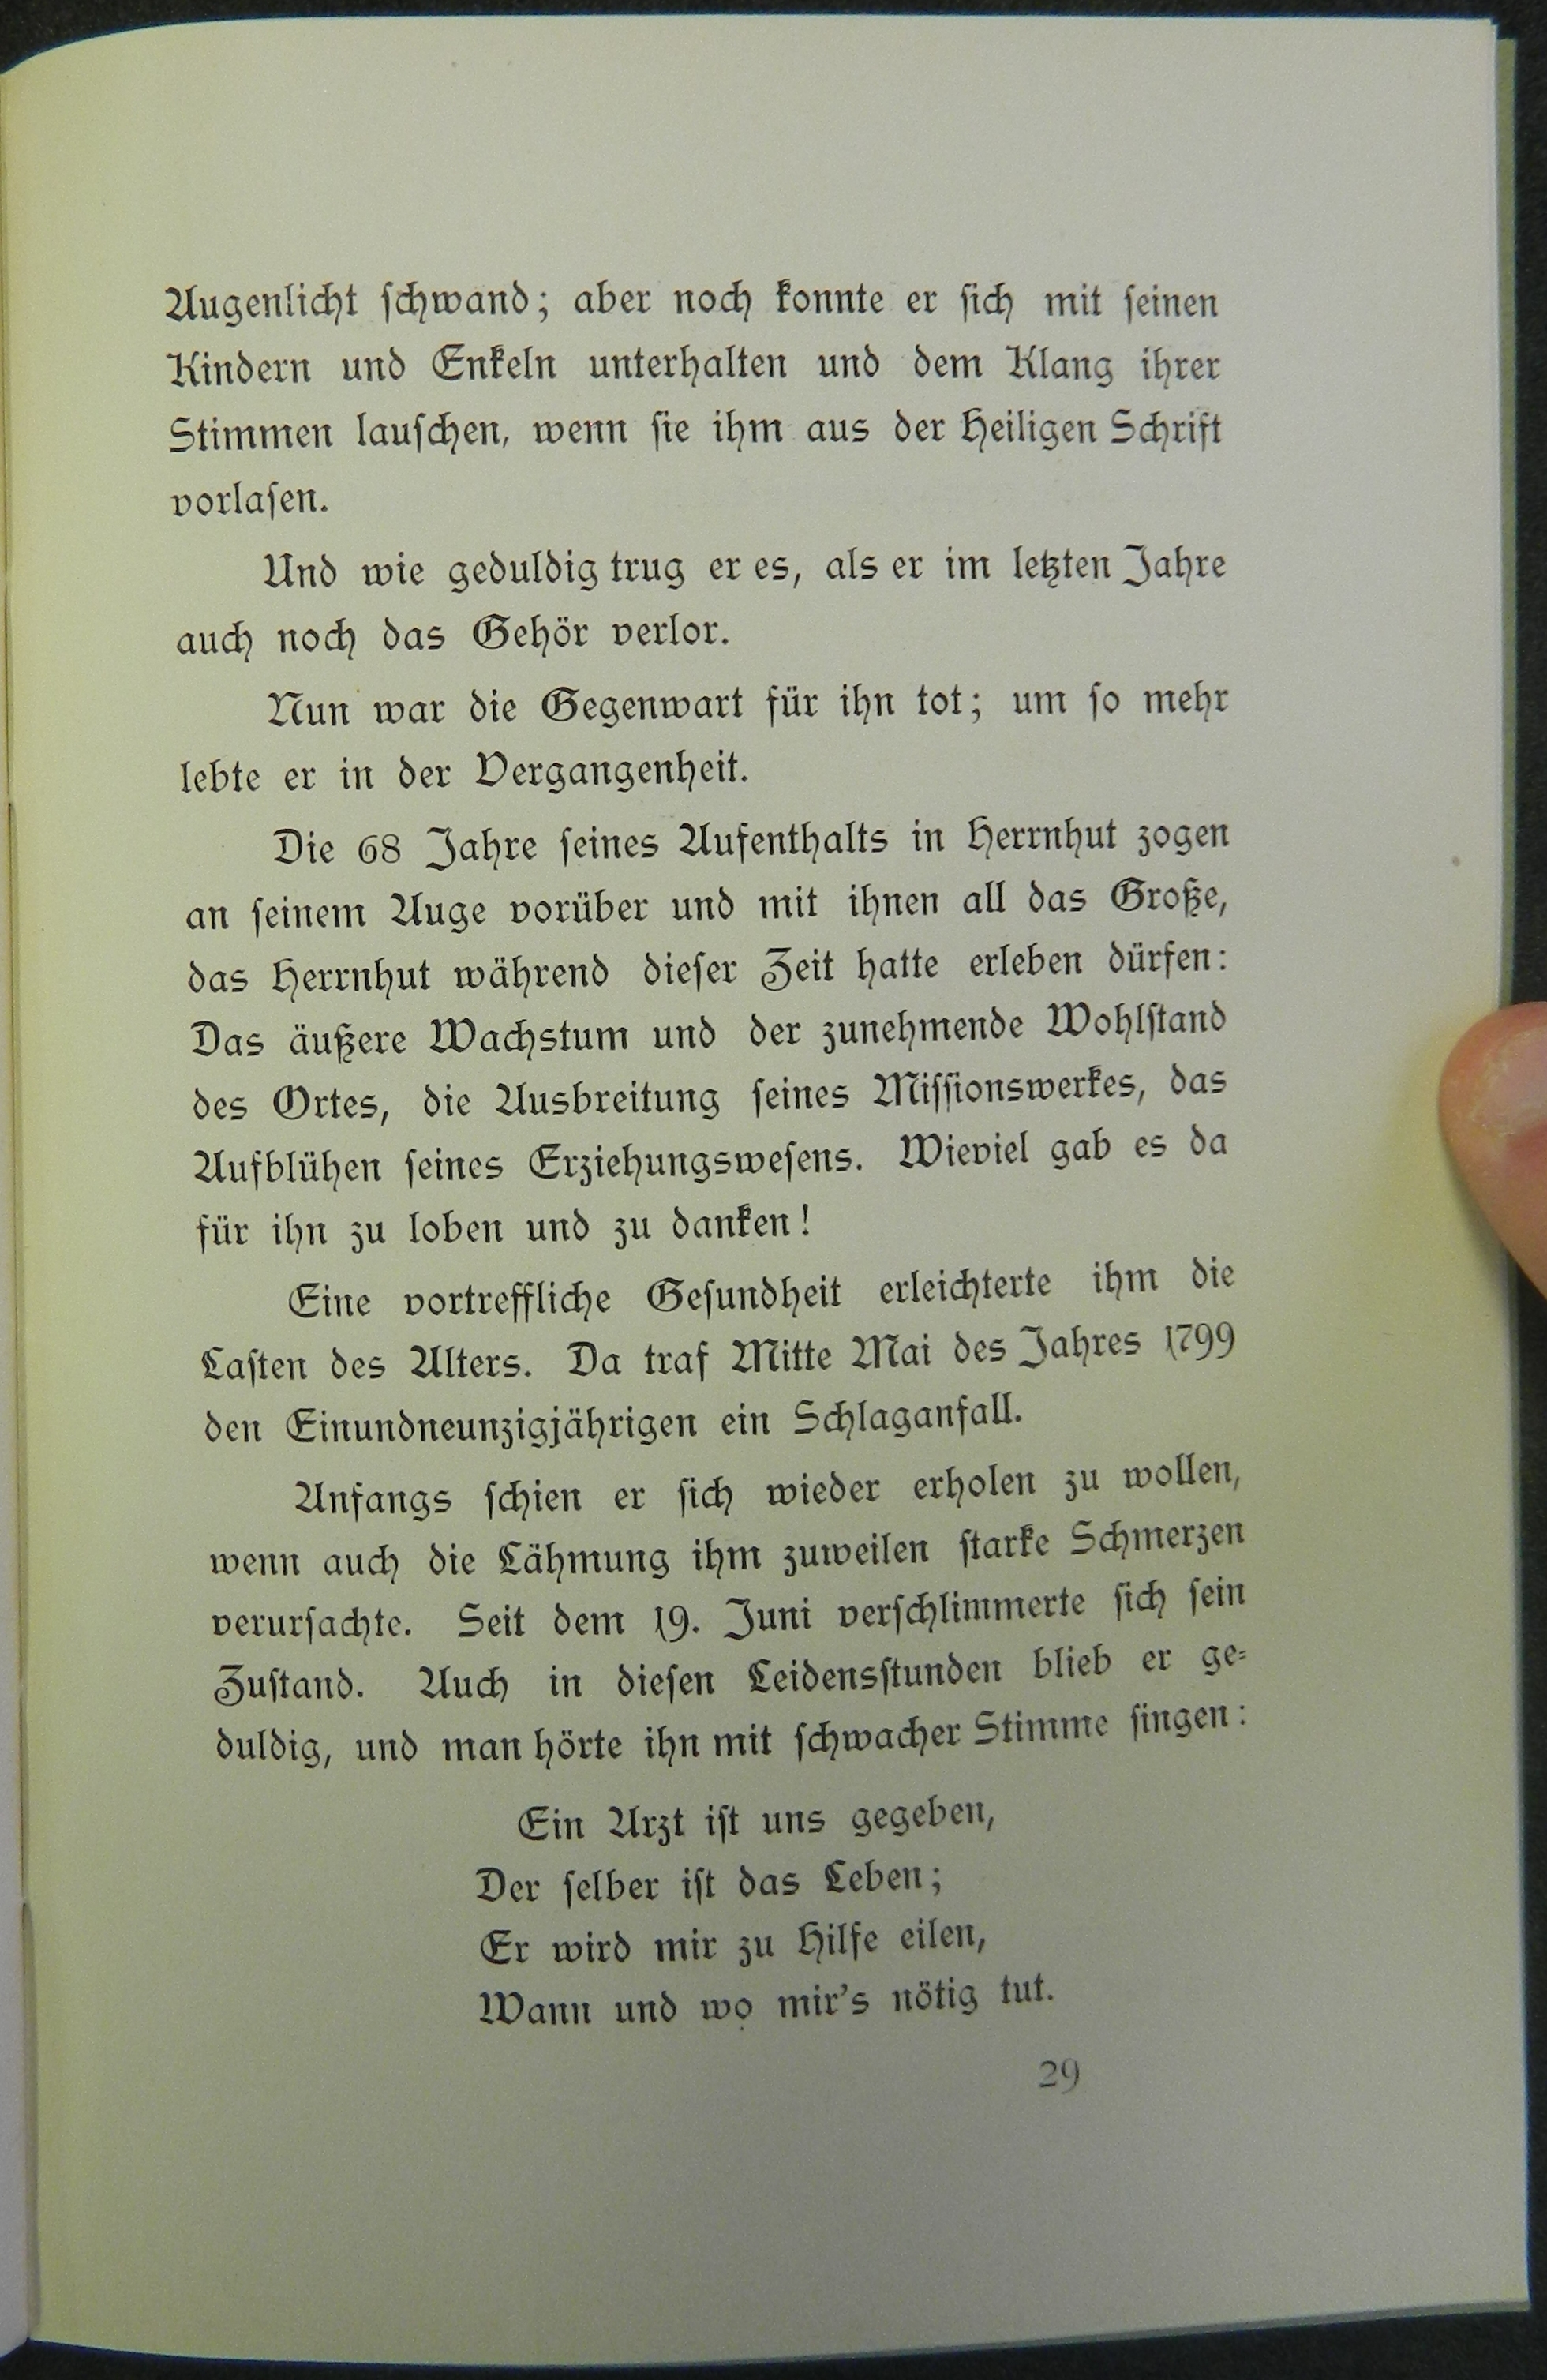 Augenlicht ſchwand; aber noch konnte er ſich mit ſeinen
Kindern und Enkeln unterhalten und dem Klang ihrer
Stimmen lauſchen, wenn ſie ihm aus der Heiligen Schrift
vorlaſen.
Und wie geduldig trug er es, als er im letzten Jahre
auch noch das Gehör verlor.
Nun war die Gegenwart für ihn tot; um ſo mehr
lebte er in der Vergangenheit.
Die 68 Jahre ſeines Aufenthalts in Herrnhut zogen
an ſeinem Auge vorüber und mit ihnen all das Große,
das Herrnhut während dieſer Zeit hatte erleben dürfen:
Das äußere Wachstum und der zunehmende Wohlſtand
des Ortes, die Ausbreitung ſeines Miſſionswerkes, das
Aufblühen ſeines Erziehungsweſens. Wieviel gab es da
für ihn zu loben und zu danken!
Eine vortreffliche Geſundheit erleichterte ihm die
Laſten des Alters. Da traf Mitte Mai des Jahres 1799
den Einundneunzigjährigen ein Schlaganfall.
Anfangs ſchien er ſich wieder erholen zu wollen,
wenn auch die Lähmung ihm zuweilen ſtarke Schmerzen
verurſachte. Seit dem 19. Juni verſchlimmerte ſich ſein
Zuſtand. Auch in dieſen Leidensſtunden blieb er ge-
duldig, und man hörte ihn mit ſchwacher Stimme ſingen:
Ein Arzt iſt uns gegeben,
Der ſelber iſt das Leben;
Er wird mir zu Hilfe eilen,
Wann und wo mir's nötig tut.
29